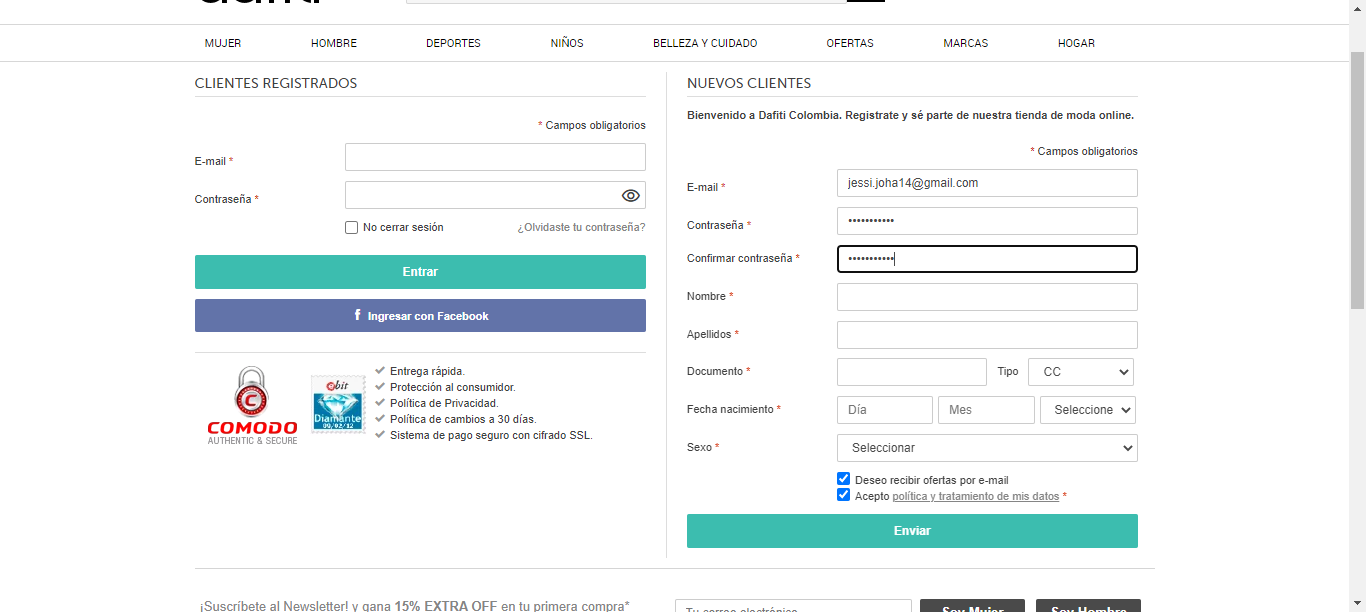 MUJER HOMBRE DEPORTES NIÑOS BELLEZA Y CUIDADO OFERTAS MARCAS HOGAR
CLIENTES REGISTRADOS
* Campos obligatorios
E-mail *
Contraseña *
No cerrar sesión ¿Olvidaste tu contraseña?
Entrar
f Ingresar con Facebook
COMODO
AUTHENTIC & SECURE
ebit
Diamante
09/02/12
Entrega rápida.
Protección al consumidor.
Política de Privacidad.
Política de cambios a 30 días.
Sistema de pago seguro con cifrado SSL.
NUEVOS CLIENTES
Bienvenido a Dafiti Colombia. Registrate y sé parte de nuestra tienda de moda online.
* Campos obligatorios
E-mail * jessi.joha14@gmail.com
Contraseña * •••••••••••
Confirmar contraseña * •••••••••••
Nombre *
Apellidos *
Documento * Tipo CC
Fecha nacimiento * Día Mes Seleccione
Sexo * Seleccionar
Deseo recibir ofertas por e-mail
Acepto política y tratamiento de mis datos *
Enviar
¡Suscríbete al Newsletter! y gana 15% EXTRA OFF en tu primera compra* Tu correo electrónico Soy Mujer Soy Hombre